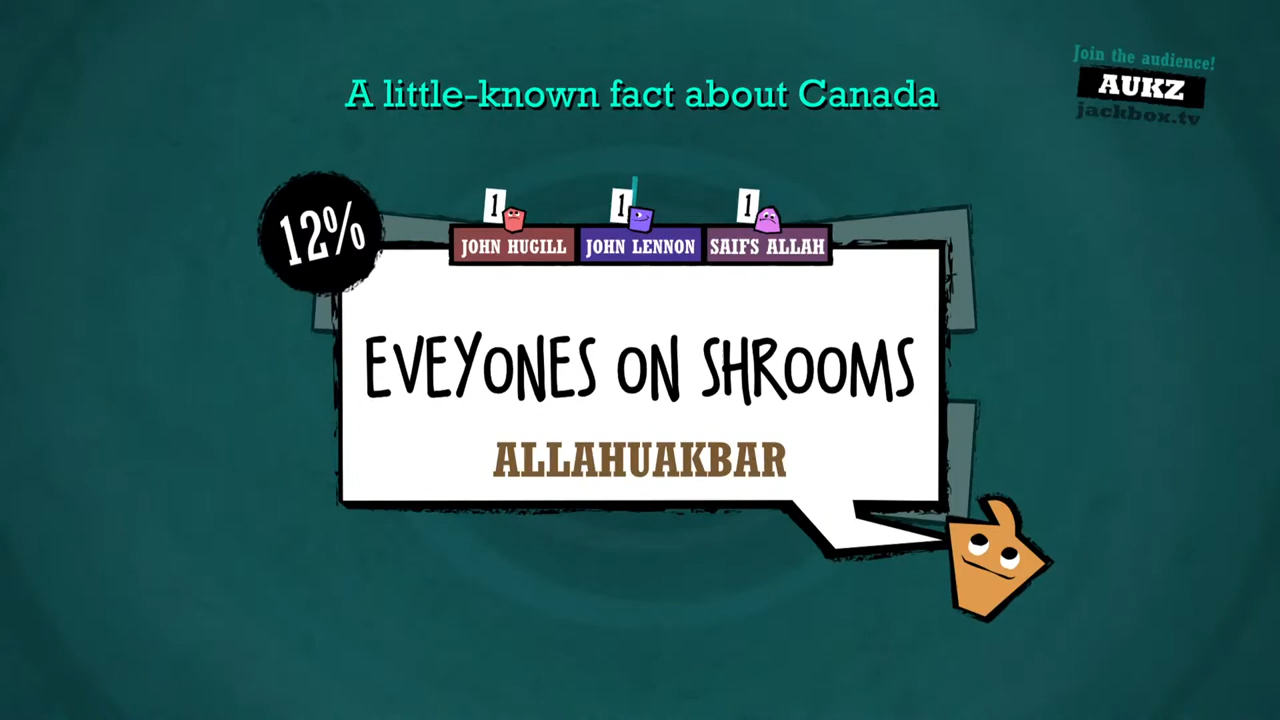 Join the audience!
AUKZ
jackbox.tv
A little-known fact about Canada
12%
1 1 1
JOHN HUGILL JOHN LENNON SAIF'S ALLAH
EVEYONES ON SHROOMS
ALLAHUAKBAR